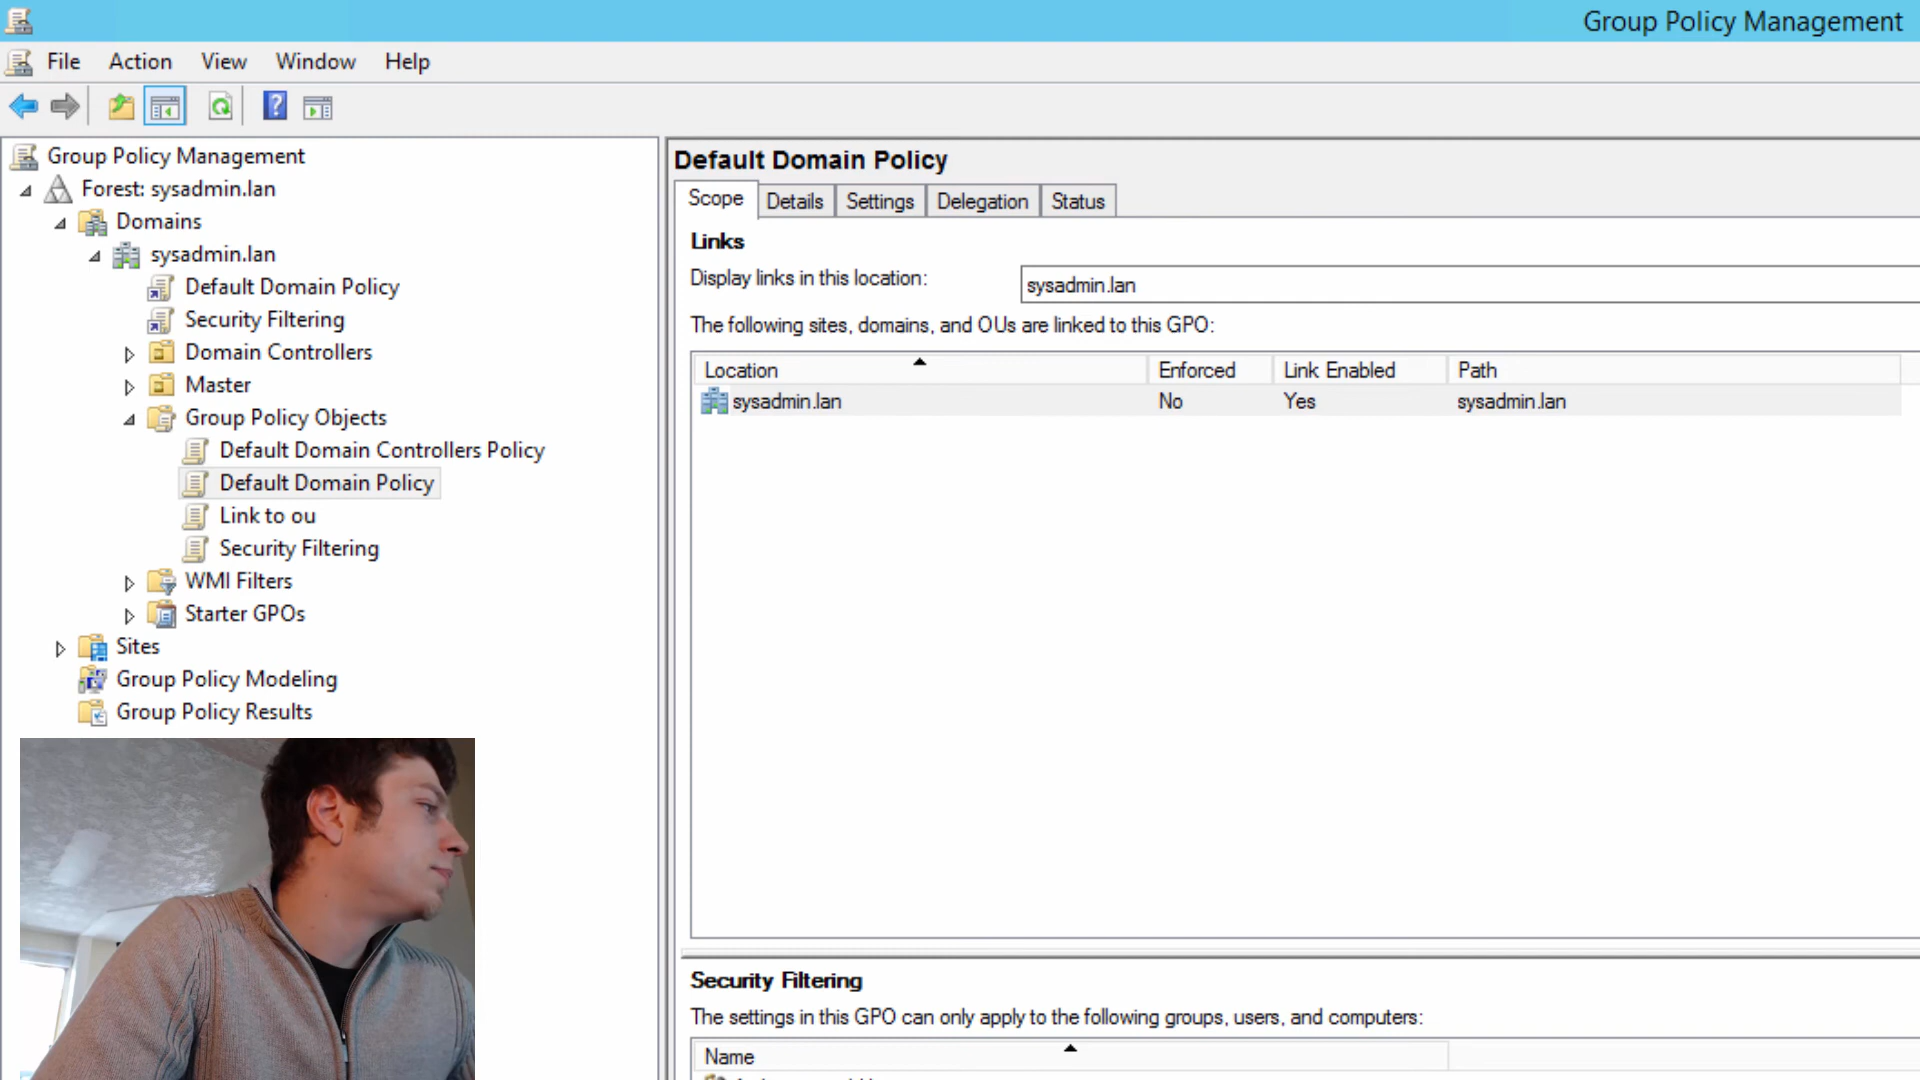 Group Policy Management
File Action View Window Help
Group Policy Management
Forest: sysadmin.lan
Domains
sysadmin.lan
Default Domain Policy
Security Filtering
Domain Controllers
Master
Group Policy Objects
Default Domain Controllers Policy
Default Domain Policy
Link to ou
Security Filtering
WMI Filters
Starter GPOs
Sites
Group Policy Modeling
Group Policy Results
Default Domain Policy
Scope Details Settings Delegation Status
Links
Display links in this location: sysadmin.lan
The following sites, domains, and OUs are linked to this GPO:
Location Enforced Link Enabled Path
sysadmin.lan No Yes sysadmin.lan
Security Filtering
The settings in this GPO can only apply to the following groups, users, and computers:
Name